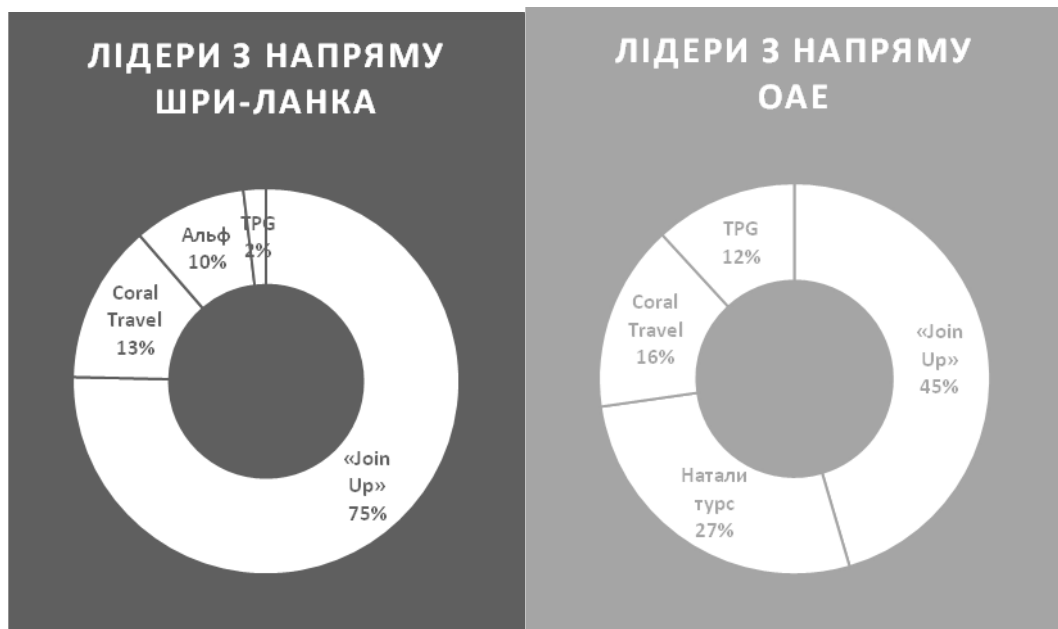 ЛІДЕРИ З НАПРЯМУ
ШРИ-ЛАНКА
TPG
2%
Альф
10%
Coral
Travel
13%
«Join
Up»
75%
ЛІДЕРИ З НАПРЯМУ
ОАЕ
TPG
12%
Coral
Travel
16%
«Join
Up»
45%
Натали
турс
27%